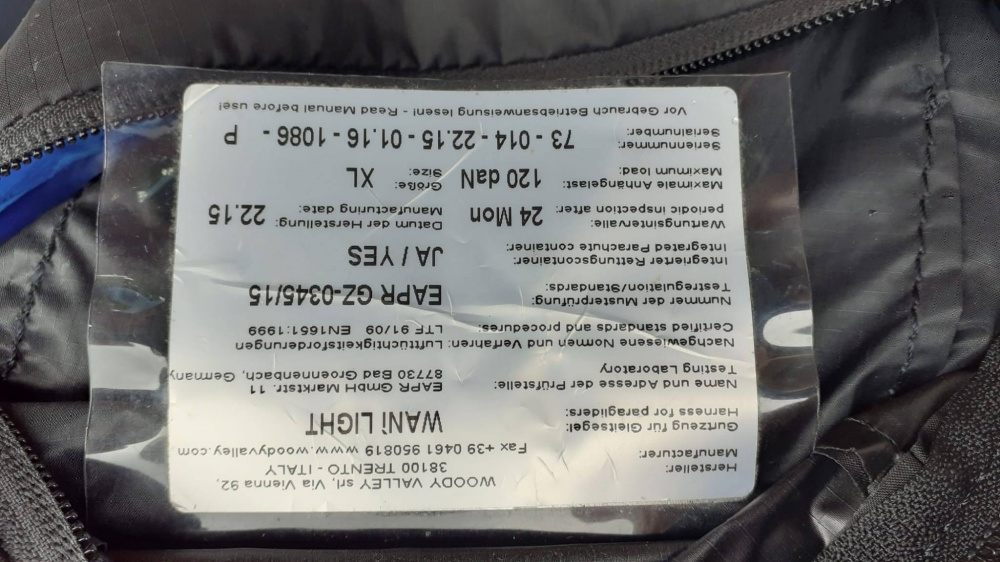 Hersteller: WOODY VALLEY srl, Via Vienna 92,
Manufacturer: 38100 TRENTO - ITALY
Fax +39 0461 950819 www.woodyvalley.com
Gurtzeug für Gleitsegel: WANI LIGHT
Harness for paragliders:
Name und Adresse der Prüfstelle: EAPR GmbH Marktstr. 11
Testing Laboratory 87730 Bad Groennenbach, Germany
Nachgewiesene Normen und Verfahren: Lufttüchtigkeitsforderungen
Certified standards and procedures: LTF 91/09 EN1651:1999
Nummer der Musterprüfung: EAPR GZ-0345/15
Testregulation/Standards:
Integrierter Rettungscontainer: JA / YES
Integrated Parachute container:
Wartungsintervalle: 24 Mon Datum der Herstellung: 22.15
periodic inspection after: Manufacturing date:
Maximale Anhängelast: 120 daN Größe: XL
Maximum load: Size:
Seriennummer: 73 - 014 - 22.15 - 01.16 - 1086 - P
Serialnumber:
Vor Gebrauch Betriebsanweisung lesen! - Read Manual before use!